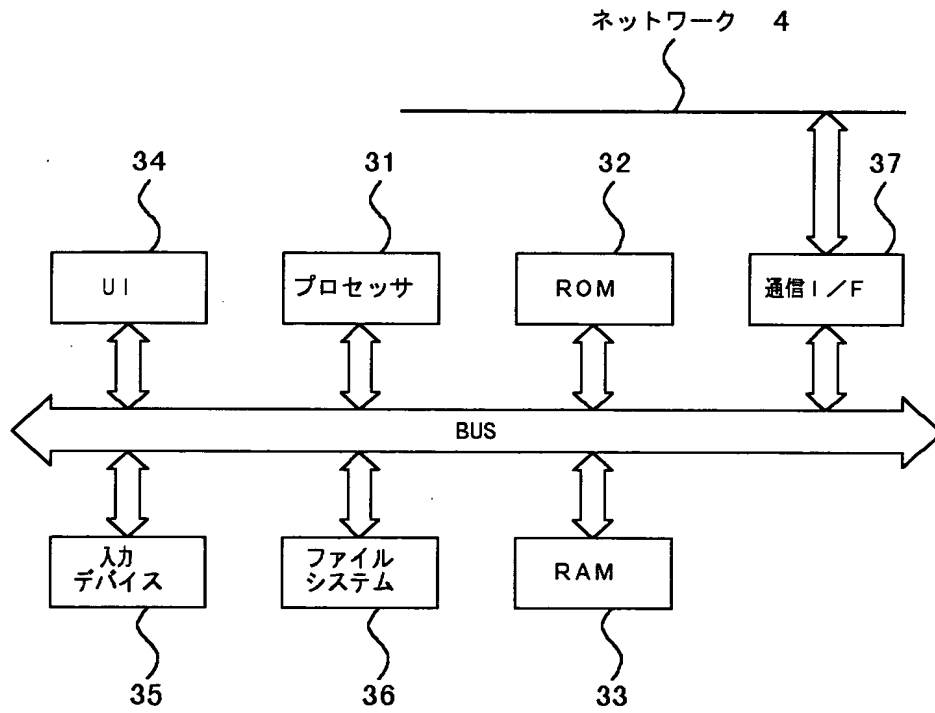 ネットワーク 4
34
31
32
37
UI
プロセッサ
ROM
通信I/F
BUS
入力
デバイス
ファイル
システム
RAM
35
36
33